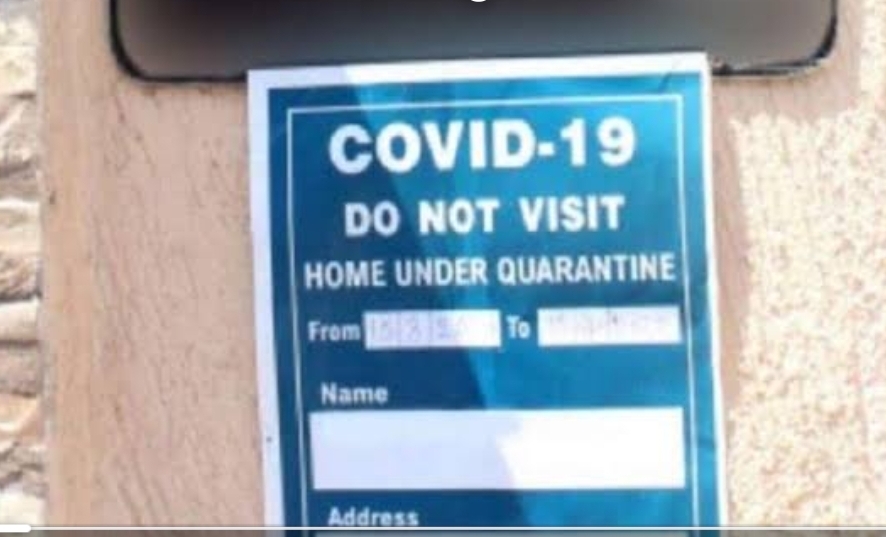 COVID-19
DO NOT VISIT
HOME UNDER QUARANTINE
From To
Name
Address